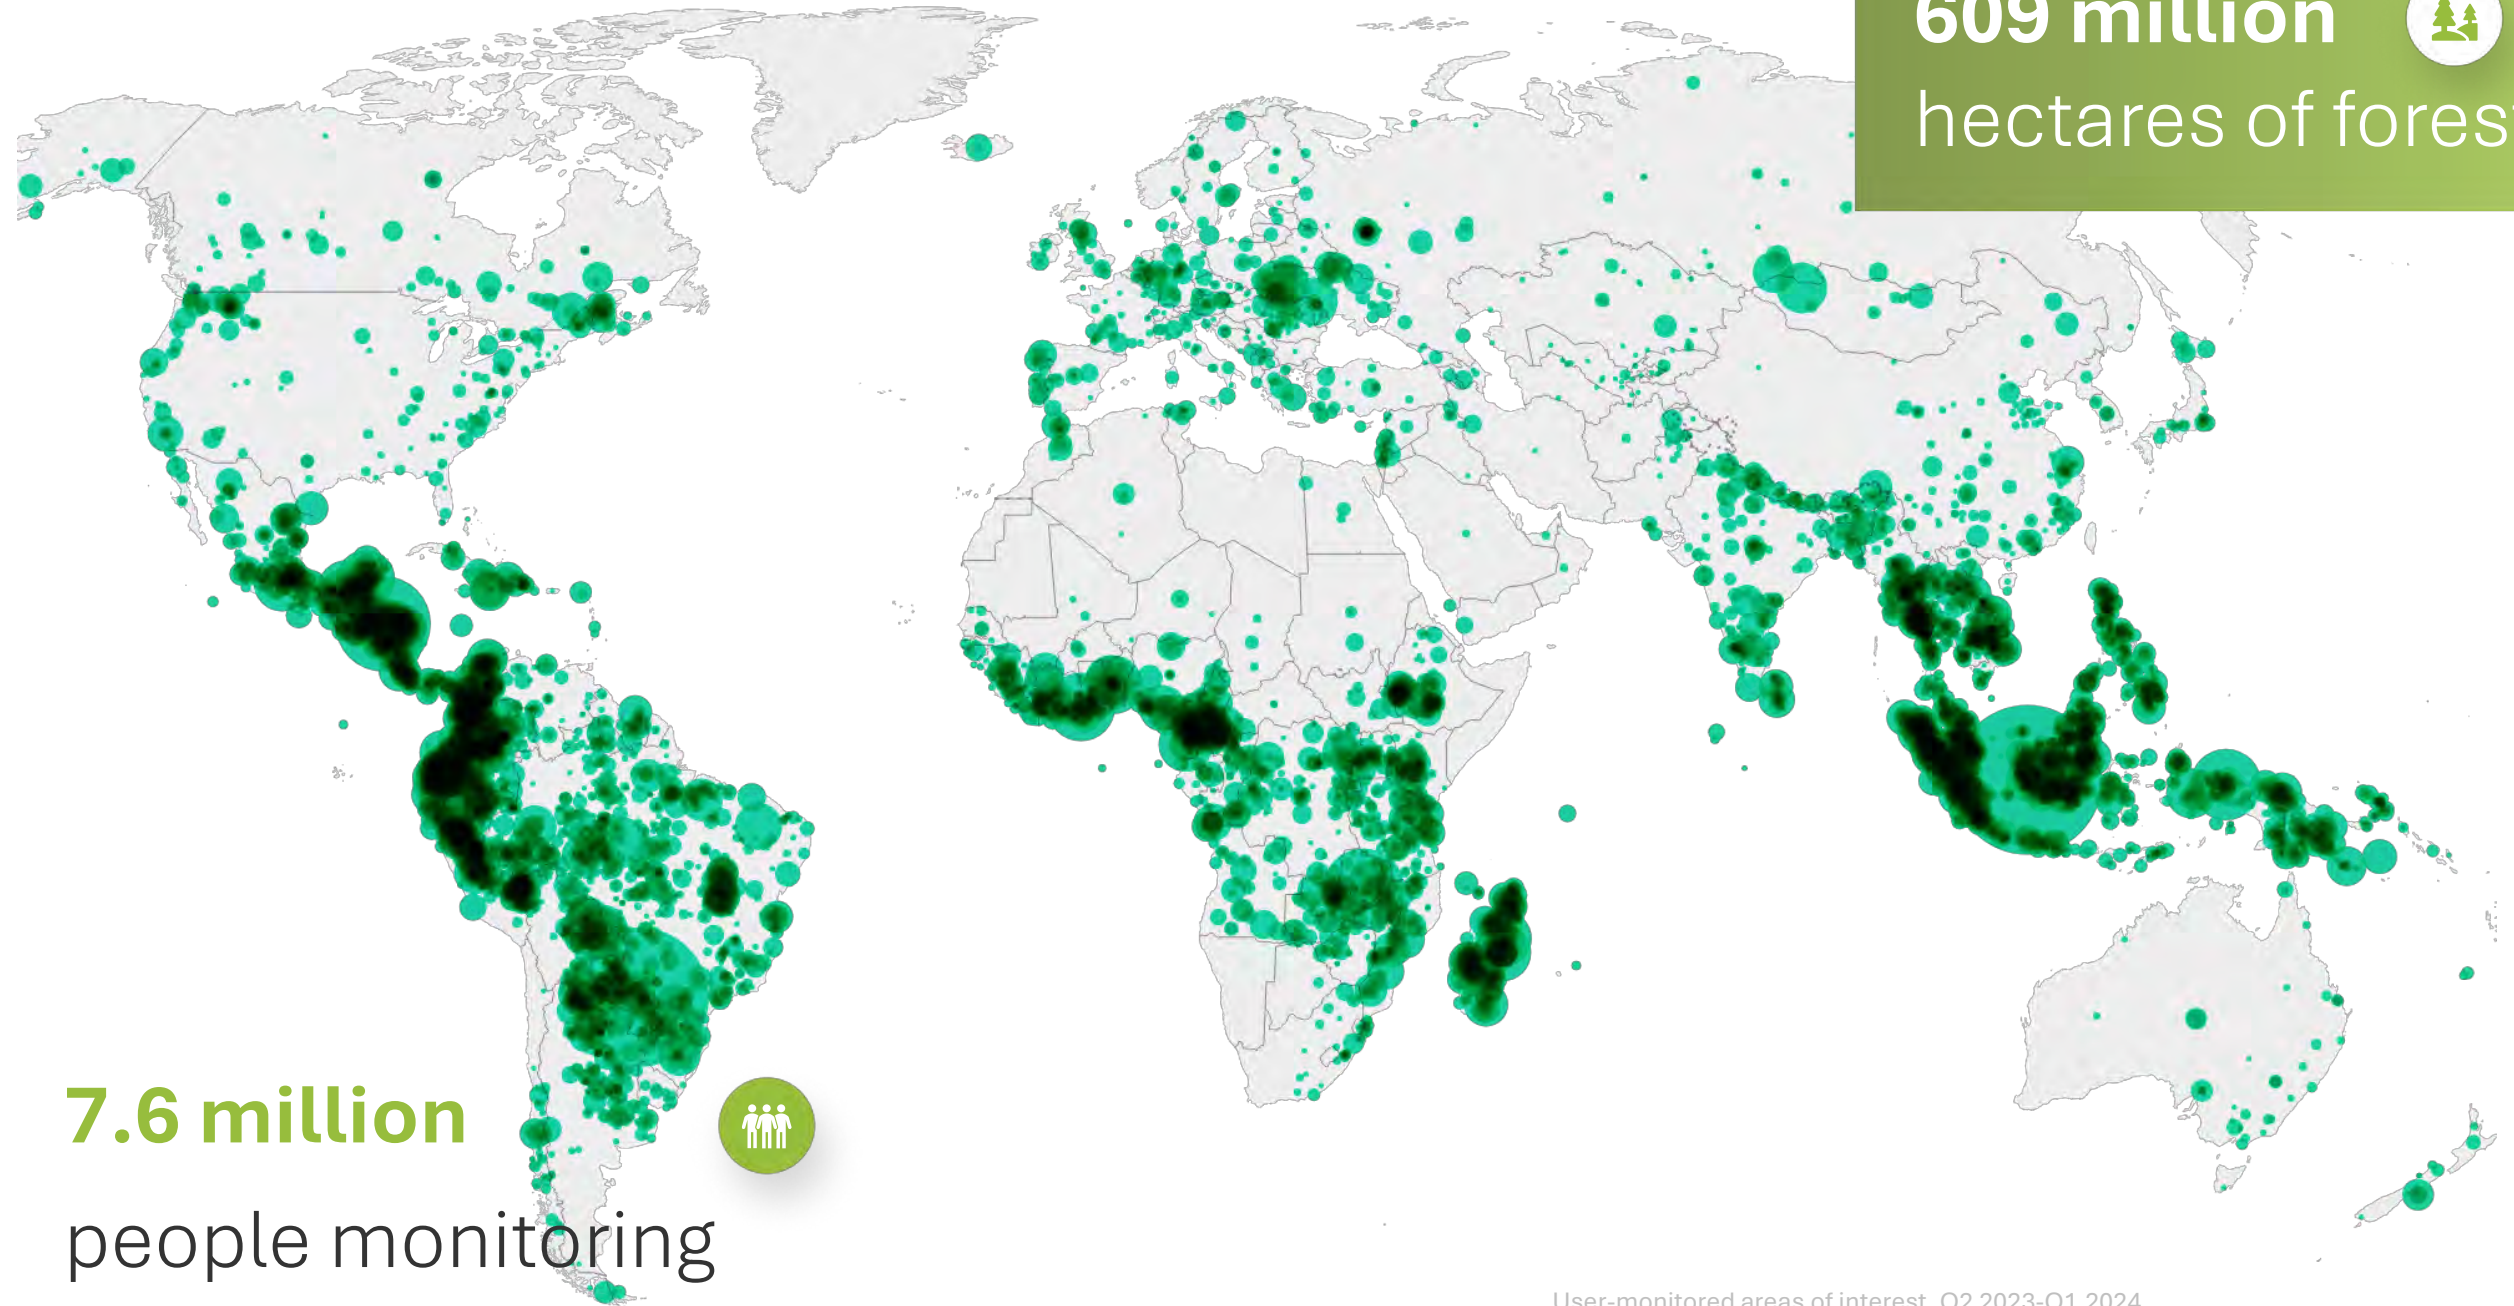 609 million
hectares of fores
7.6 million
people monitoring
User-monitored areas of interest, Q2 2023-Q1 2024